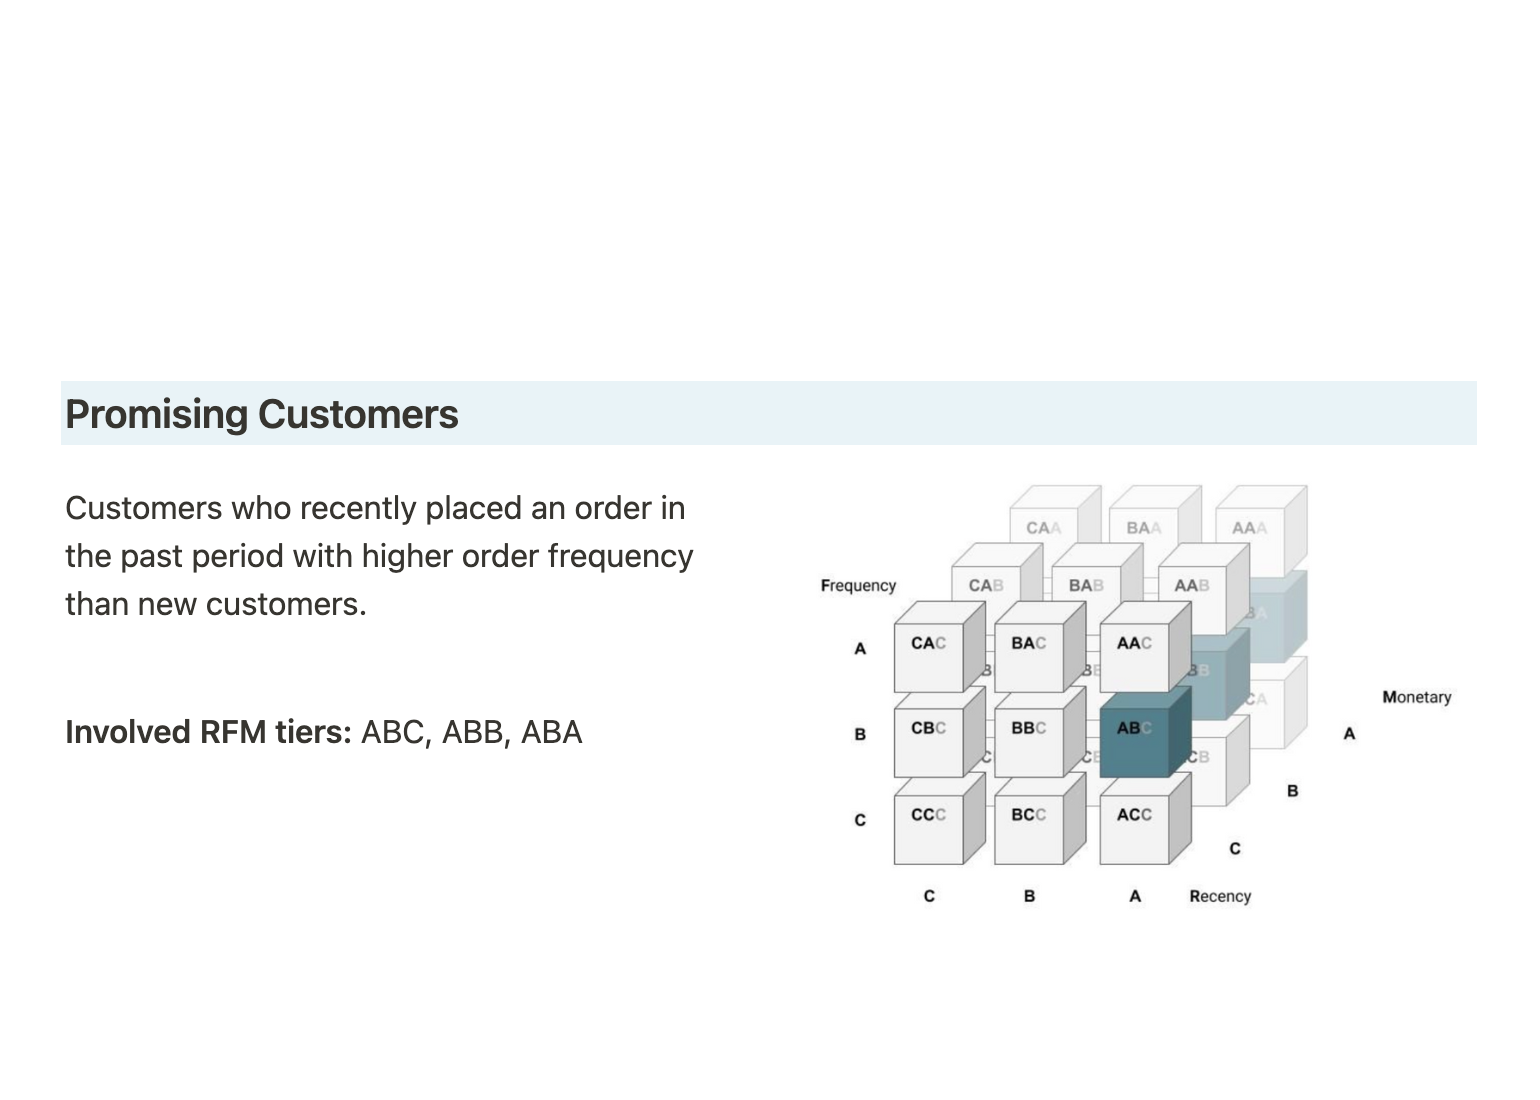 Promising Customers
Customers who recently placed an order in
the past period with higher order frequency
than new customers.
Involved RFM tiers: ABC, ABB, ABA
CAA BAA AAA
CAB BAB AAB
Frequency
A CAC BAC AAC
B CBC BBC ABC
C CCC BCC ACC
Monetary
A
B
C
C B A Recency